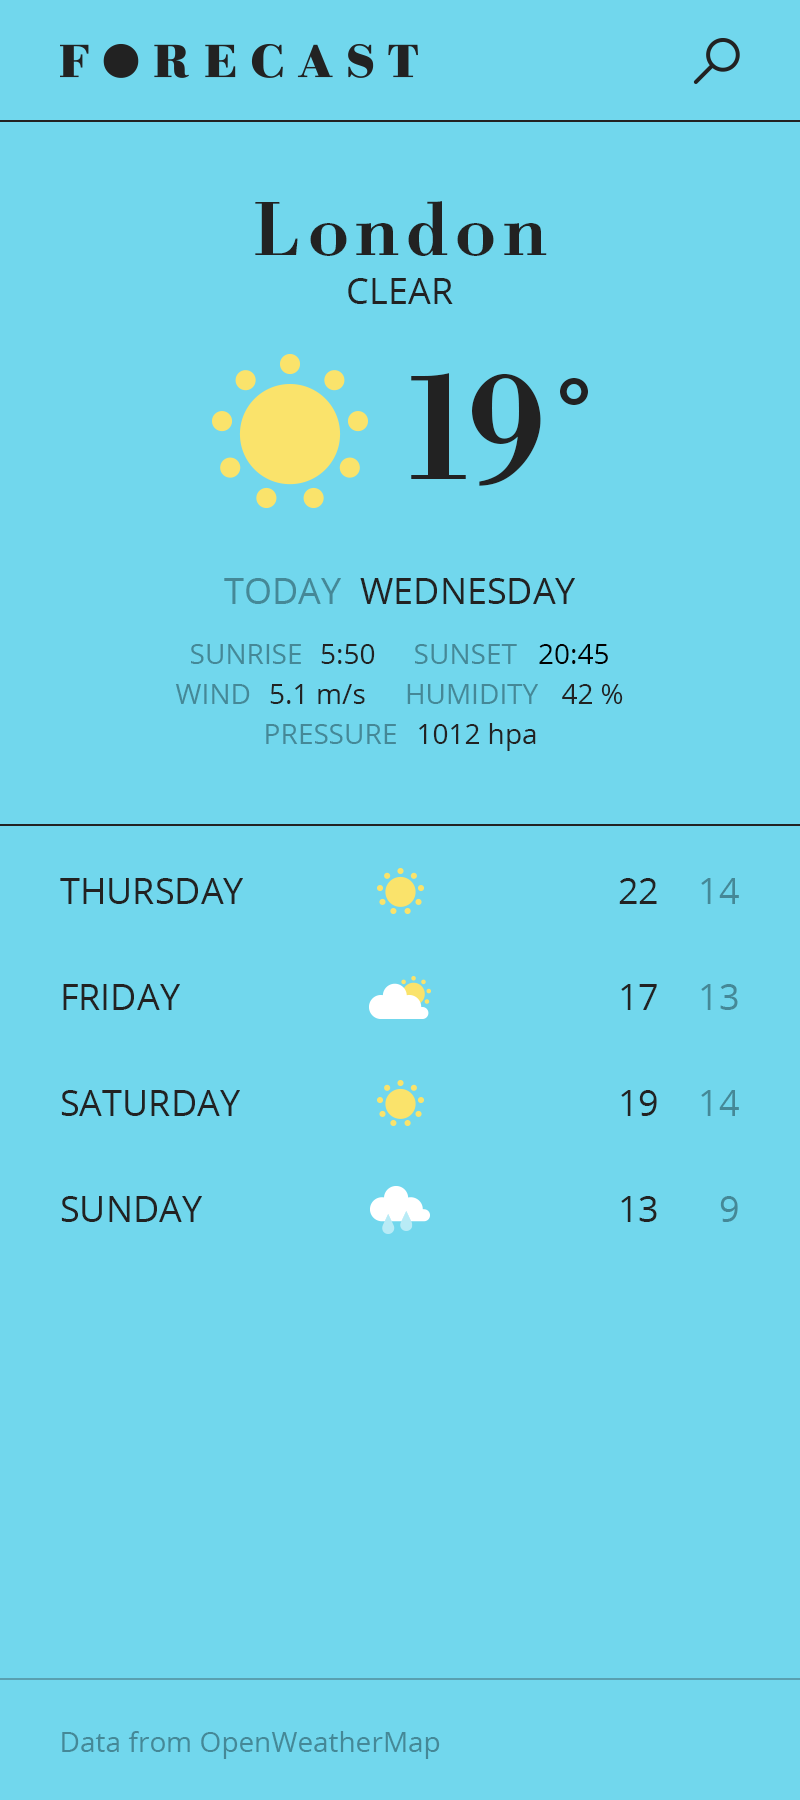 FORECAST
London
CLEAR
19°
TODAY WEDNESDAY
SUNRISE 5:50 SUNSET 20:45
WIND 5.1 m/s HUMIDITY 42 %
PRESSURE 1012 hpa
THURSDAY 22 14
FRIDAY 17 13
SATURDAY 19 14
SUNDAY 13 9
Data from OpenWeatherMap